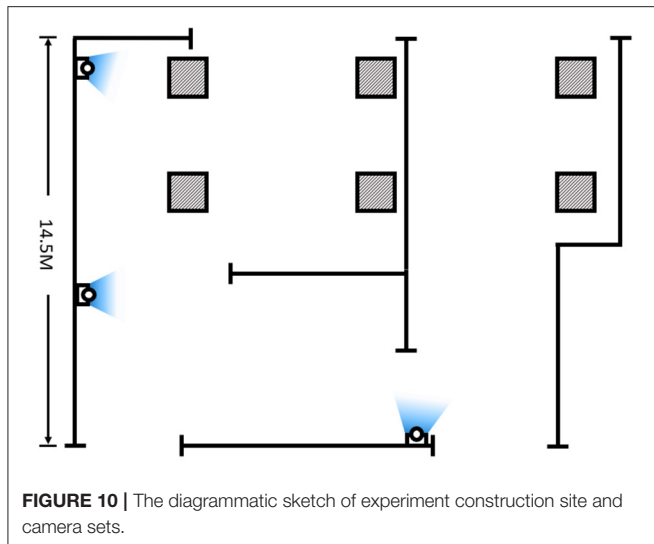 14.5M
FIGURE 10 | The diagrammatic sketch of experiment construction site and
camera sets.